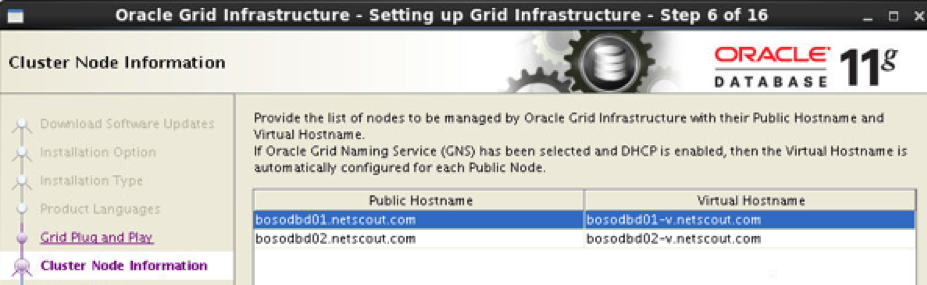 Oracle Grid Infrastructure - Setting up Grid Infrastructure - Step 6 of 16
Cluster Node Information
ORACLE
DATABASE
11g
Download Software Updates
Installation Option
Installation Type
Product Languages
Grid Plug and Play
Cluster Node Information
Provide the list of nodes to be managed by Oracle Grid Infrastructure with their Public Hostname and
Virtual Hostname.
If Oracle Grid Naming Service (GNS) has been selected and DHCP is enabled, then the Virtual Hostname is
automatically configured for each Public Node.
Public Hostname Virtual Hostname
bosodbd01.netscout.com bosodbd01-v.netscout.com
bosodbd02.netscout.com bosodbd02-v.netscout.com